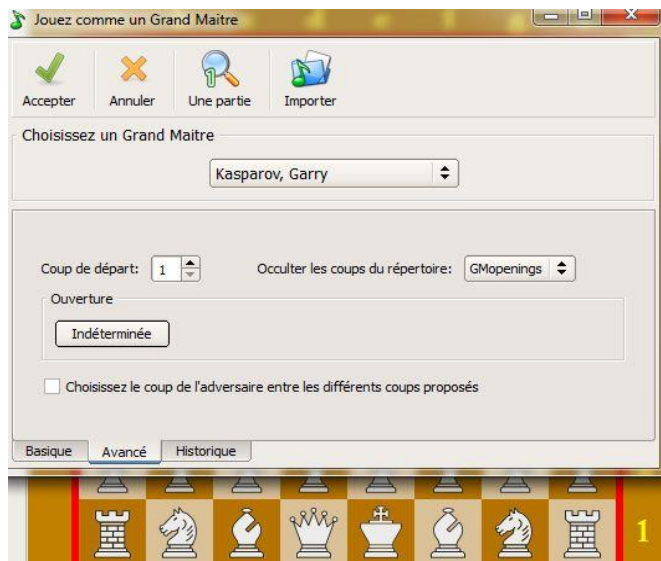 Jouez comme un Grand Maitre
Accepter Annuler Une partie Importer
Choisissez un Grand Maitre
Kasparov, Garry
Coup de départ: 1 Occulter les coups du répertoire: GMopenings
Ouverture
Indéterminée
Choisissez le coup de l'adversaire entre les différents coups proposés
Basique Avancé Historique
1